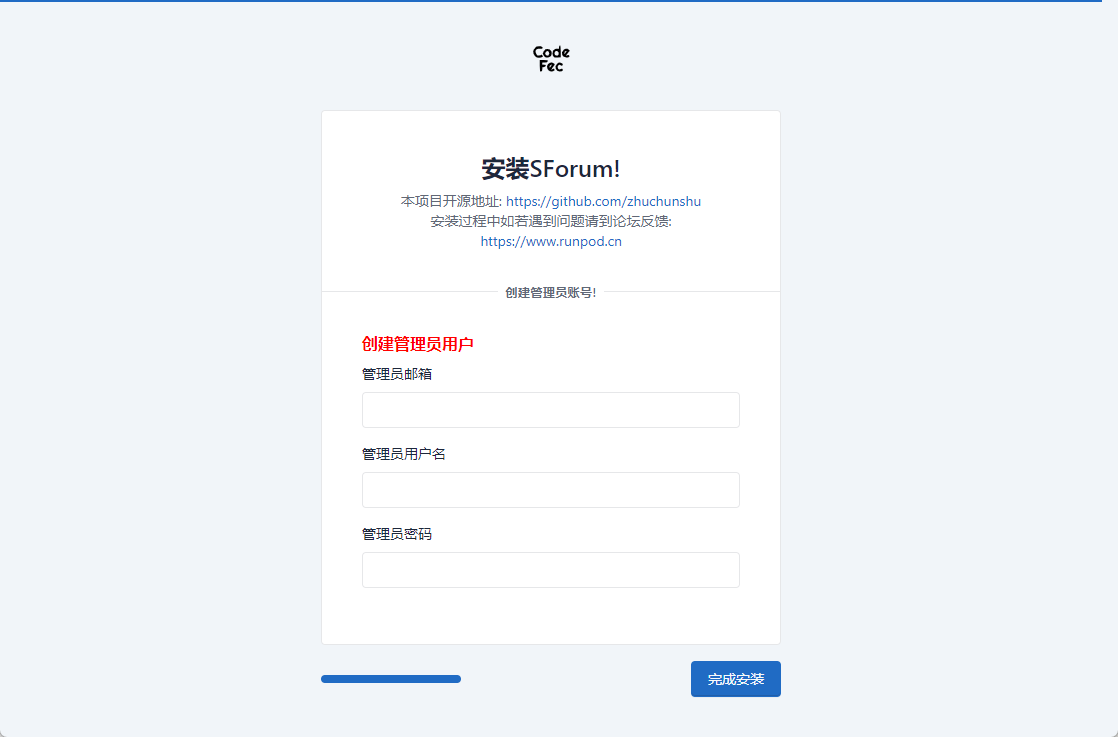 Code
Fec
安装SForum!
本项目开源地址: https://github.com/zhuchunshu
安装过程中如若遇到问题请到论坛反馈:
https://www.runpod.cn
创建管理员账号!
创建管理员用户
管理员邮箱
管理员用户名
管理员密码
完成安装